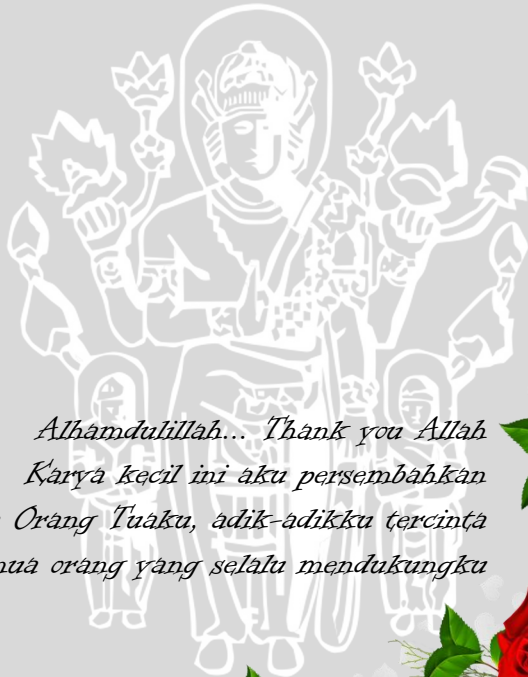 Alhamdulillah... Thank you Allah
Karya kecil ini aku persembahkan
Orang Tuaku, adik-adikku tercinta
orang yang selalu mendukungku